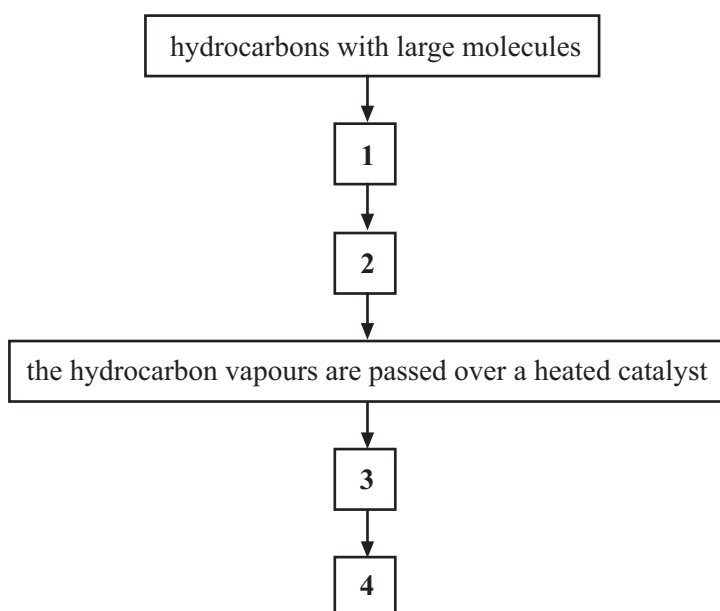 hydrocarbons with large molecules
1
2
the hydrocarbon vapours are passed over a heated catalyst
3
4